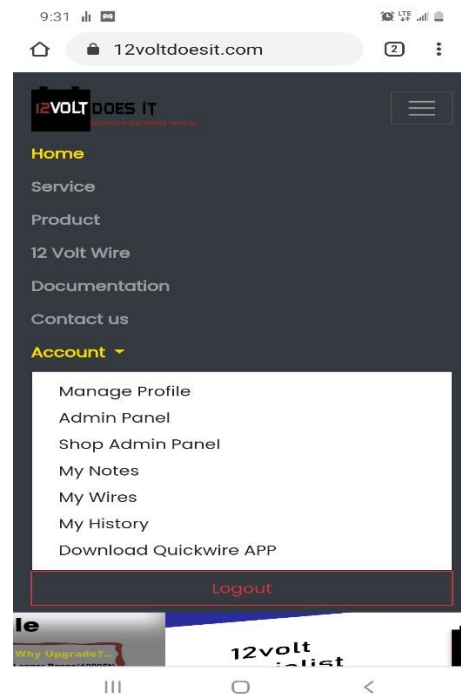 9:31
LTE
12voltdoesit.com
2
12VOLT DOES IT
Home
Service
Product
12 Volt Wire
Documentation
Contact us
Account
Manage Profile
Admin Panel
Shop Admin Panel
My Notes
My Wires
My History
Download Quickwire APP
Logout
le
Why Upgrade?..
12volt